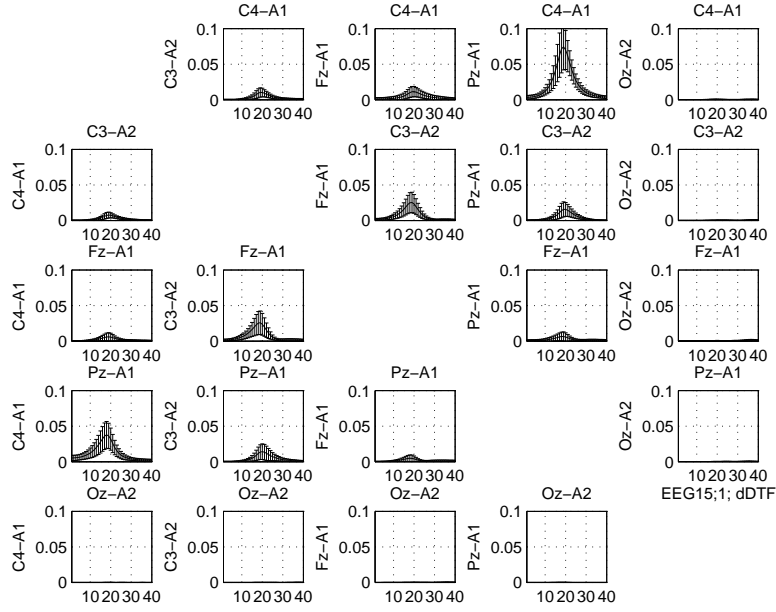 C4−A1 C4−A1 C4−A1 C4−A1
0.1 0.1 0.1 0.1
C3−A2 Fz−A1 Pz−A1 Oz−A2
0.05 0.05 0.05 0.05
0 0 0 0
10 20 30 40 10 20 30 40 10 20 30 40 10 20 30 40
C3−A2 C3−A2 C3−A2 C3−A2
0.1 0.1 0.1 0.1
C4−A1 Fz−A1 Pz−A1 Oz−A2
0.05 0.05 0.05 0.05
0 0 0 0
10 20 30 40 10 20 30 40 10 20 30 40 10 20 30 40
Fz−A1 Fz−A1 Fz−A1 Fz−A1
0.1 0.1 0.1 0.1
C4−A1 C3−A2 Pz−A1 Oz−A2
0.05 0.05 0.05 0.05
0 0 0 0
10 20 30 40 10 20 30 40 10 20 30 40 10 20 30 40
Pz−A1 Pz−A1 Pz−A1 Pz−A1
0.1 0.1 0.1 0.1
C4−A1 C3−A2 Fz−A1 Oz−A2
0.05 0.05 0.05 0.05
0 0 0 0
10 20 30 40 10 20 30 40 10 20 30 40 10 20 30 40
Oz−A2 Oz−A2 Oz−A2 Oz−A2 EEG15;1; dDTF
0.1 0.1 0.1 0.1
C4−A1 C3−A2 Fz−A1 Pz−A1
0.05 0.05 0.05 0.05
0 0 0 0
10 20 30 40 10 20 30 40 10 20 30 40 10 20 30 40